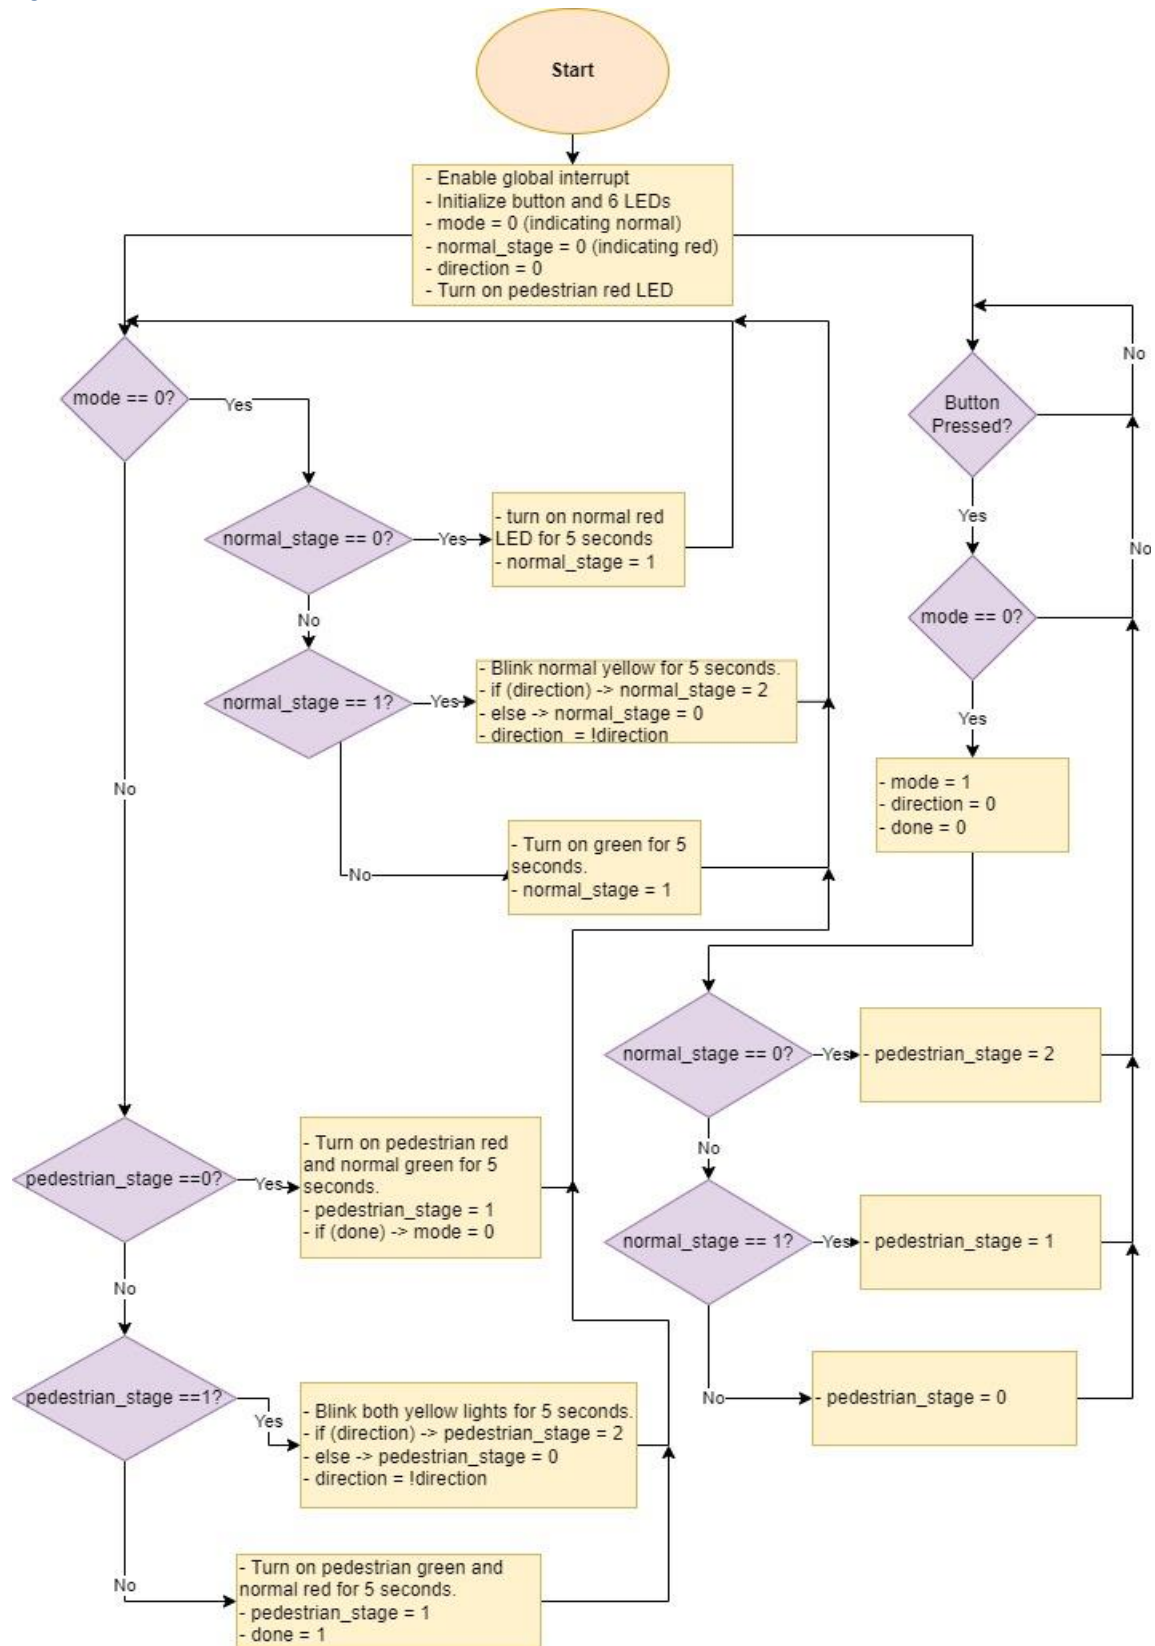 Start
- Enable global interrupt
- Initialize button and 6 LEDs
- mode = 0 (indicating normal)
- normal_stage = 0 (indicating red)
- direction = 0
- Turn on pedestrian red LED
mode == 0?
Yes
No
normal_stage == 0?
Yes
- turn on normal red
LED for 5 seconds
- normal_stage = 1
No
normal_stage == 1?
Yes
- Blink normal yellow for 5 seconds.
- if (direction) -> normal_stage = 2
- else -> normal_stage = 0
- direction = !direction
No
- Turn on green for 5
seconds.
- normal_stage = 1
pedestrian_stage ==0?
Yes
- Turn on pedestrian red
and normal green for 5
seconds.
- pedestrian_stage = 1
- if (done) -> mode = 0
No
pedestrian_stage ==1?
Yes
- Blink both yellow lights for 5 seconds.
- if (direction) -> pedestrian_stage = 2
- else -> pedestrian_stage = 0
- direction = !direction
No
- Turn on pedestrian green and
normal red for 5 seconds.
- pedestrian_stage = 1
- done = 1
Button
Pressed?
No
Yes
mode == 0?
No
Yes
- mode = 1
- direction = 0
- done = 0
normal_stage == 0?
Yes
- pedestrian_stage = 2
No
normal_stage == 1?
Yes
- pedestrian_stage = 1
No
- pedestrian_stage = 0